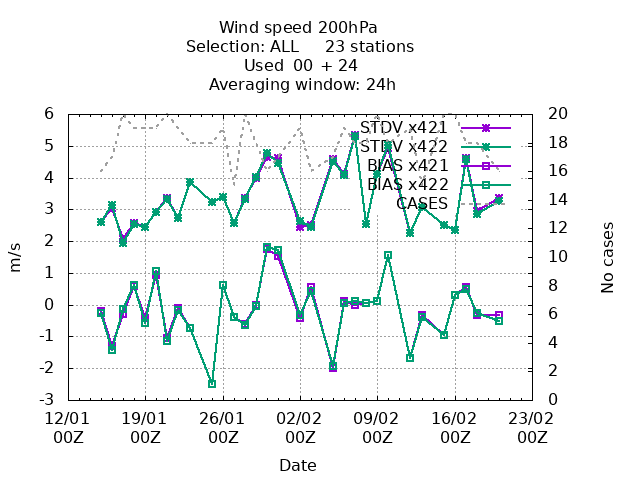 Wind speed 200hPa
Selection: ALL 23 stations
Used 00 + 24
Averaging window: 24h
STDV x421
STDV x422
BIAS x421
BIAS x422
CASES
6
5
4
3
2
1
0
-1
-2
-3
20
18
16
14
12
10
8
6
4
2
0
m/s
No cases
12/01 19/01 26/01 02/02 09/02 16/02 23/02
00Z 00Z 00Z 00Z 00Z 00Z 00Z
Date